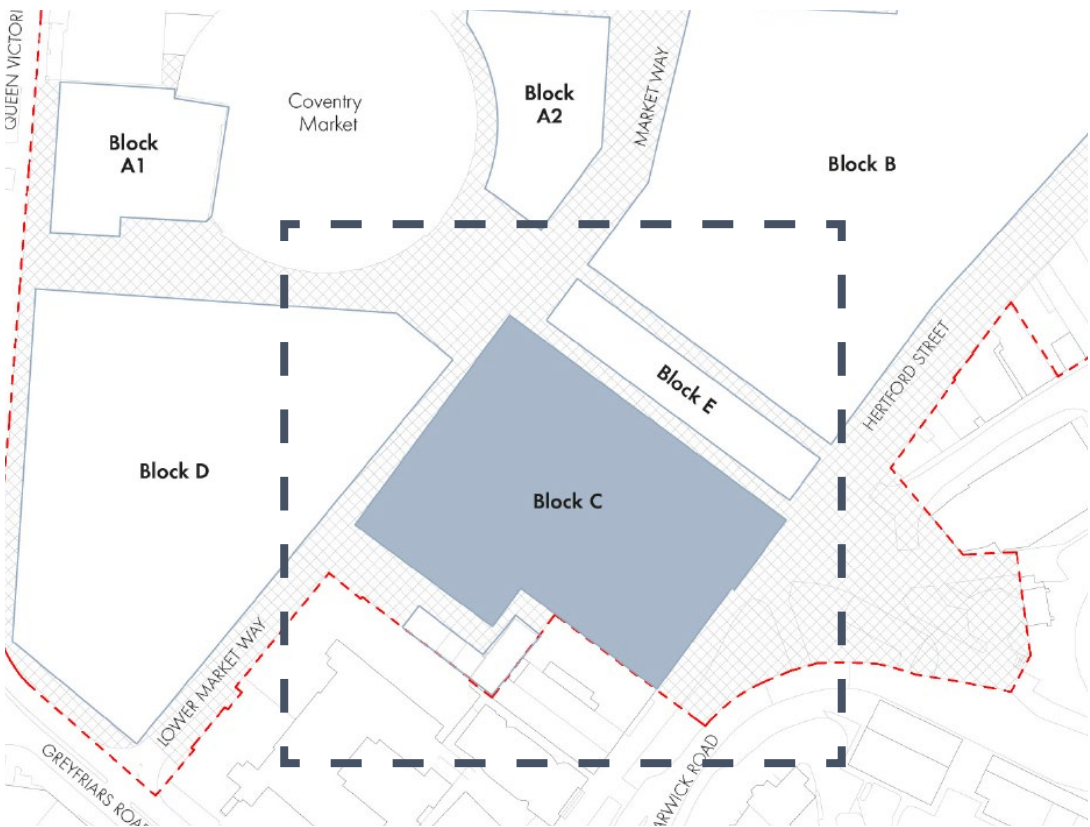 QUEEN VICTORI
Coventry
Market
Block
A1
Block
A2
MARKET WAY
Block B
Block E
HERTFORD STREET
Block D
Block C
LOWER MARKET WAY
GREYFRIARS ROAD
ARWICK ROAD